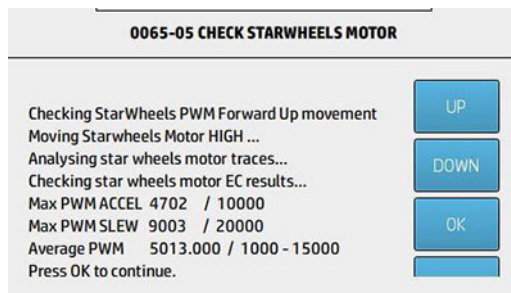 0065-05 CHECK STARWHEELS MOTOR
Checking StarWheels PWM Forward Up movement
Moving Starwheels Motor HIGH ...
Analysing star wheels motor traces...
Checking star wheels motor EC results...
Max PWM ACCEL 4702 / 10000
Max PWM SLEW 9003 / 20000
Average PWM 5013.000 / 1000 - 15000
Press OK to continue.
UP
DOWN
OK